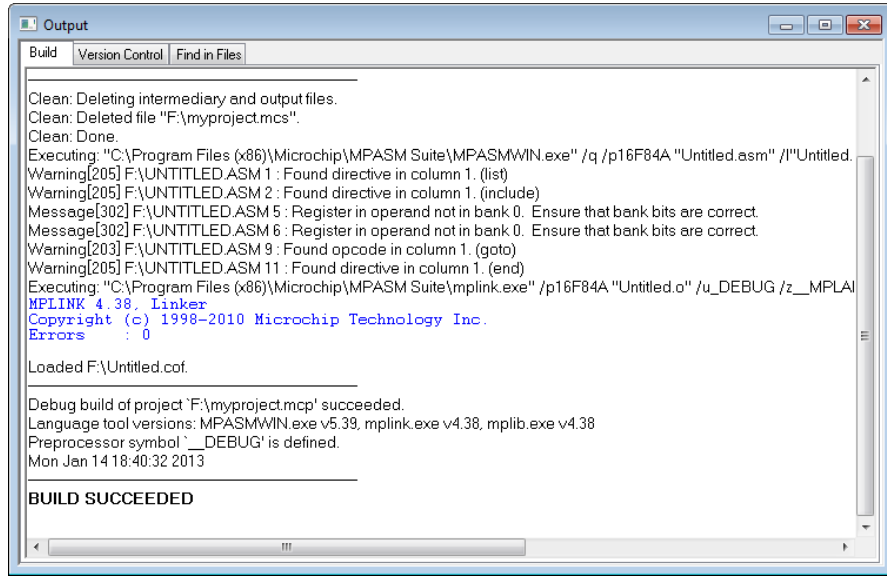 Output
Build Version Control Find in Files
Clean: Deleting intermediary and output files.
Clean: Deleted file "F:\myproject.mcs".
Clean: Done.
Executing: "C:\Program Files (x86)\Microchip\MPASM Suite\MPASMWIN.exe" /q /p16F84A "Untitled.asm" /l"Untitled.
Warning[205] F:\UNTITLED.ASM 1 : Found directive in column 1. (list)
Warning[205] F:\UNTITLED.ASM 2 : Found directive in column 1. (include)
Message[302] F:\UNTITLED.ASM 5 : Register in operand not in bank 0.  Ensure that bank bits are correct.
Message[302] F:\UNTITLED.ASM 6 : Register in operand not in bank 0.  Ensure that bank bits are correct.
Warning[203] F:\UNTITLED.ASM 9 : Found opcode in column 1. (goto)
Warning[205] F:\UNTITLED.ASM 11 : Found directive in column 1. (end)
Executing: "C:\Program Files (x86)\Microchip\MPASM Suite\mplink.exe" /p16F84A "Untitled.o" /u_DEBUG /z__MPLA
MPLINK 4.38, Linker
Copyright (c) 1998-2010 Microchip Technology Inc.
Errors    : 0
Loaded F:\Untitled.cof.
Debug build of project `F:\myproject.mcp' succeeded.
Language tool versions: MPASMWIN.exe v5.39, mplink.exe v4.38, mplib.exe v4.38
Preprocessor symbol `__DEBUG' is defined.
Mon Jan 14 18:40:32 2013
BUILD SUCCEEDED